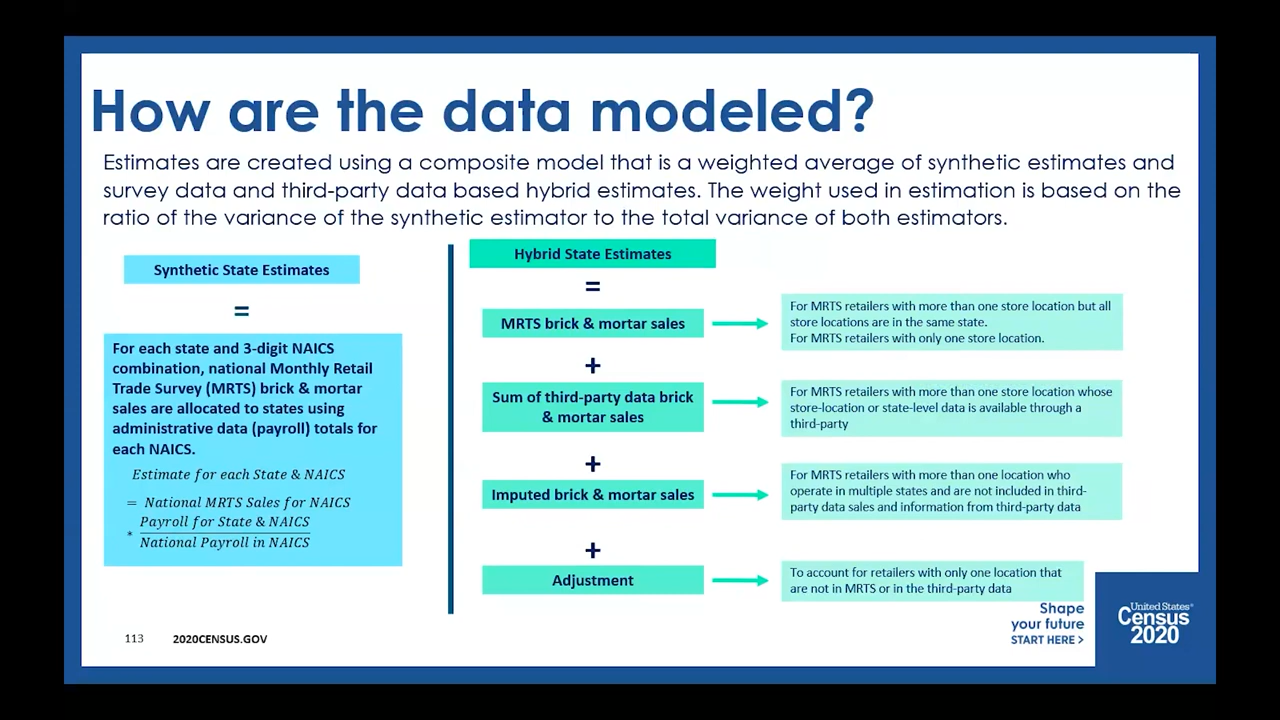 How are the data modeled?
Estimates are created using a composite model that is a weighted average of synthetic estimates and
survey data and third-party data based hybrid estimates. The weight used in estimation is based on the
ratio of the variance of the synthetic estimator to the total variance of both estimators.
Synthetic State Estimates
=
For each state and 3-digit NAICS
combination, national Monthly Retail
Trade Survey (MRTS) brick & mortar
sales are allocated to states using
administrative data (payroll) totals for
each NAICS.
Estimate for each State & NAICS
= National MRTS Sales for NAICS
Payroll for State & NAICS
*
National Payroll in NAICS
Hybrid State Estimates
=
MRTS brick & mortar sales
For MRTS retailers with more than one store location but all
store locations are in the same state.
For MRTS retailers with only one store location.
+
Sum of third-party data brick
& mortar sales
For MRTS retailers with more than one store location whose
store-location or state-level data is available through a
third-party
+
Imputed brick & mortar sales
For MRTS retailers with more than one location who
operate in multiple states and are not included in third-
party data sales and information from third-party data
+
Adjustment
To account for retailers with only one location that
are not in MRTS or in the third-party data
113
2020CENSUS.GOV
Shape
your future
START HERE >
United States®
Census
2020